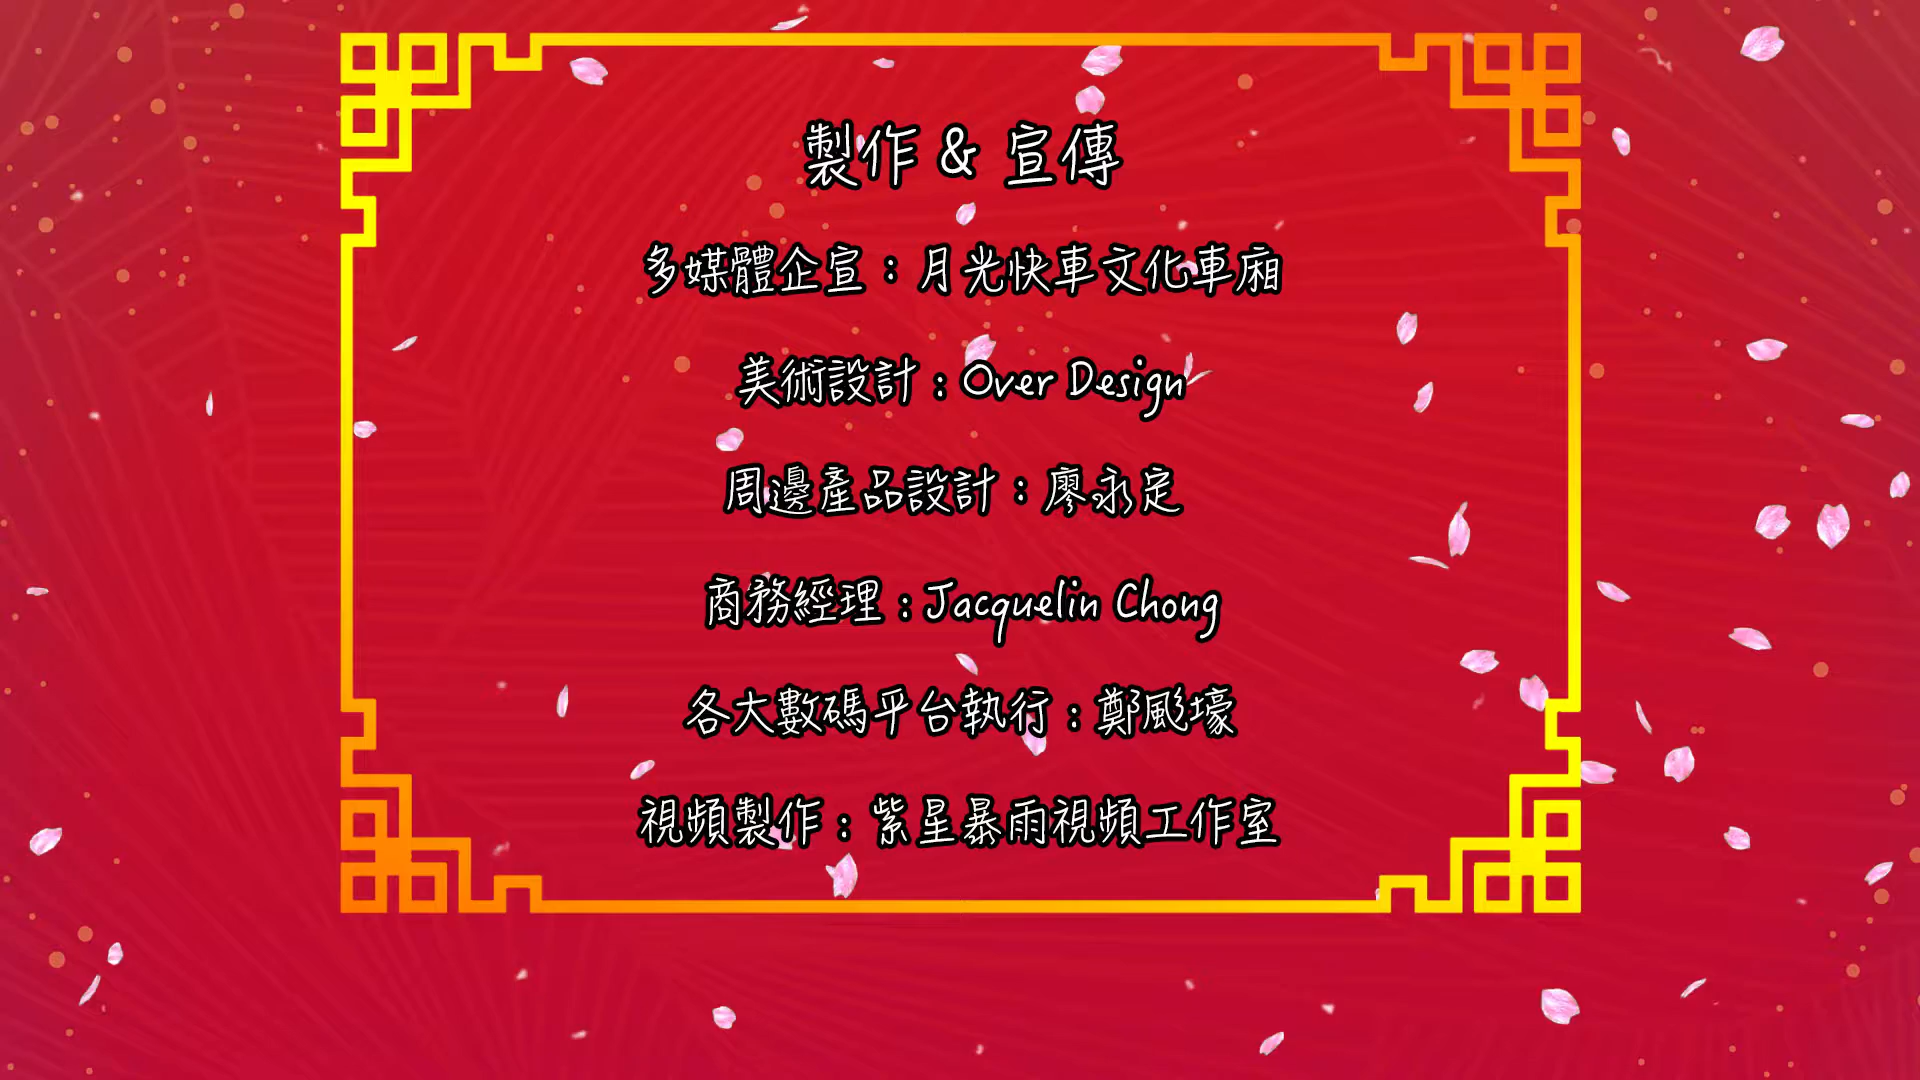 製作 & 宣傳
多媒體企宣：月光快車文化車廂
美術設計：Over Design
周邊產品設計：廖永定
商務經理：Jacquelin Chong
各大數碼平台執行：鄭颩壕
視頻製作：紫星暴雨視頻工作室